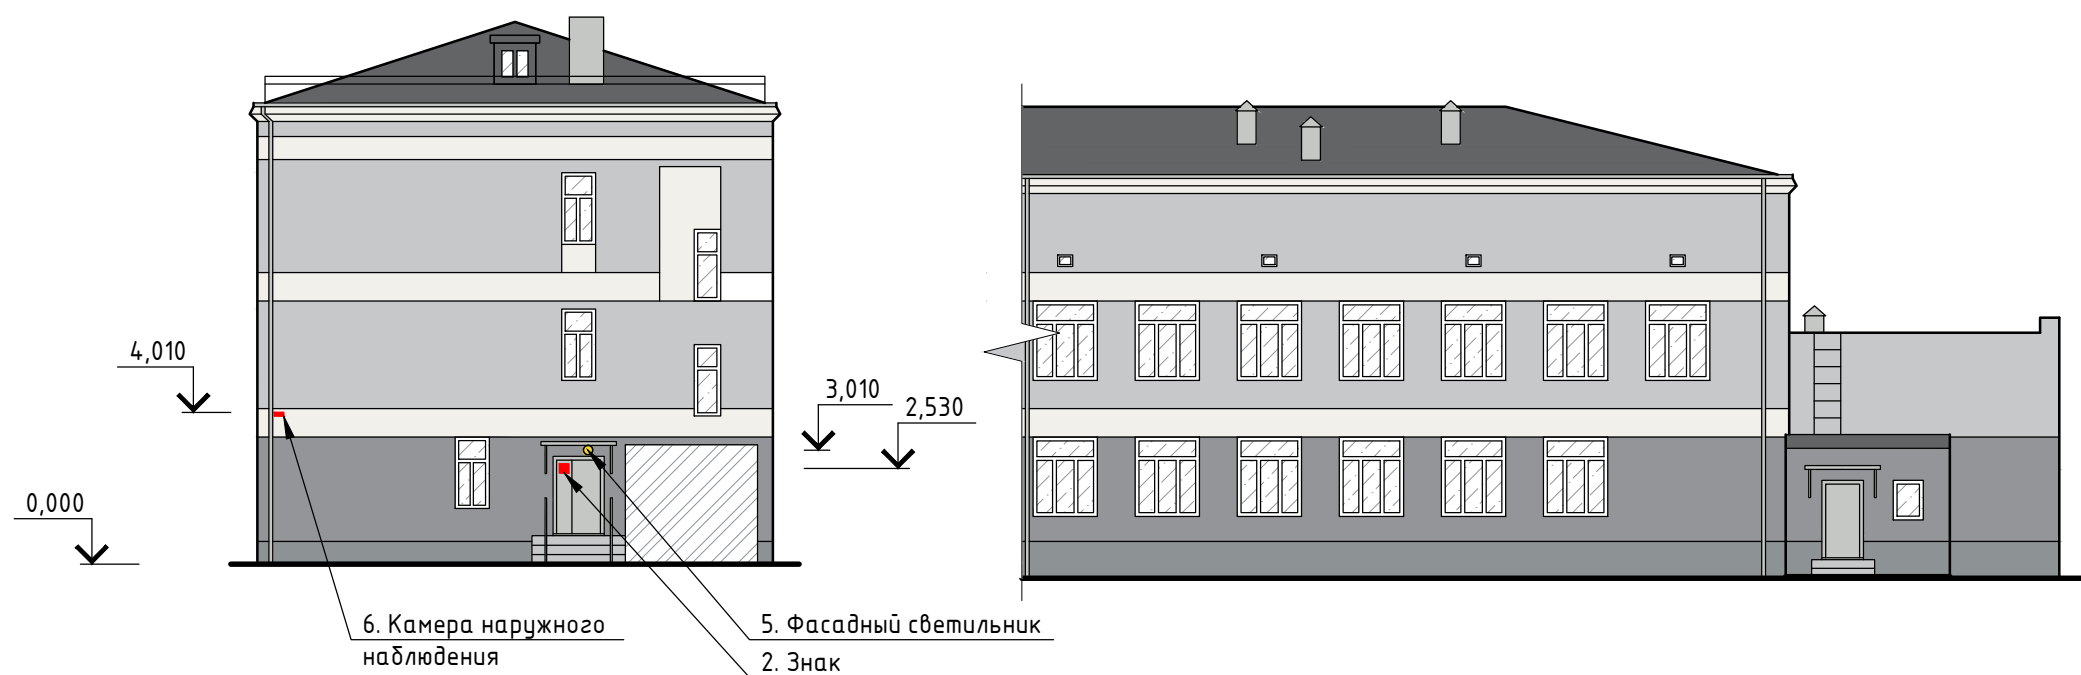 4,010
3,010
2,530
0,000
6. Камера наружного
наблюдения
5. Фасадный светильник
2. Знак